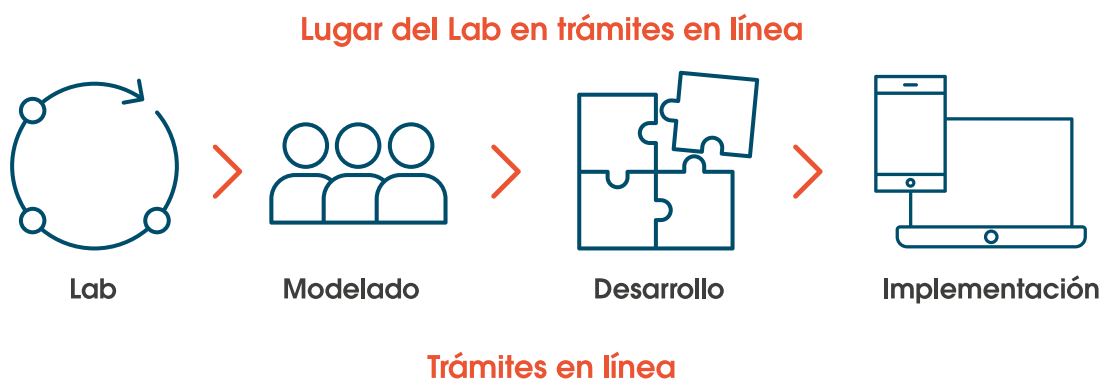 Lugar del Lab en trámites en línea
Lab
Modelado
Desarrollo
Implementación
Trámites en línea